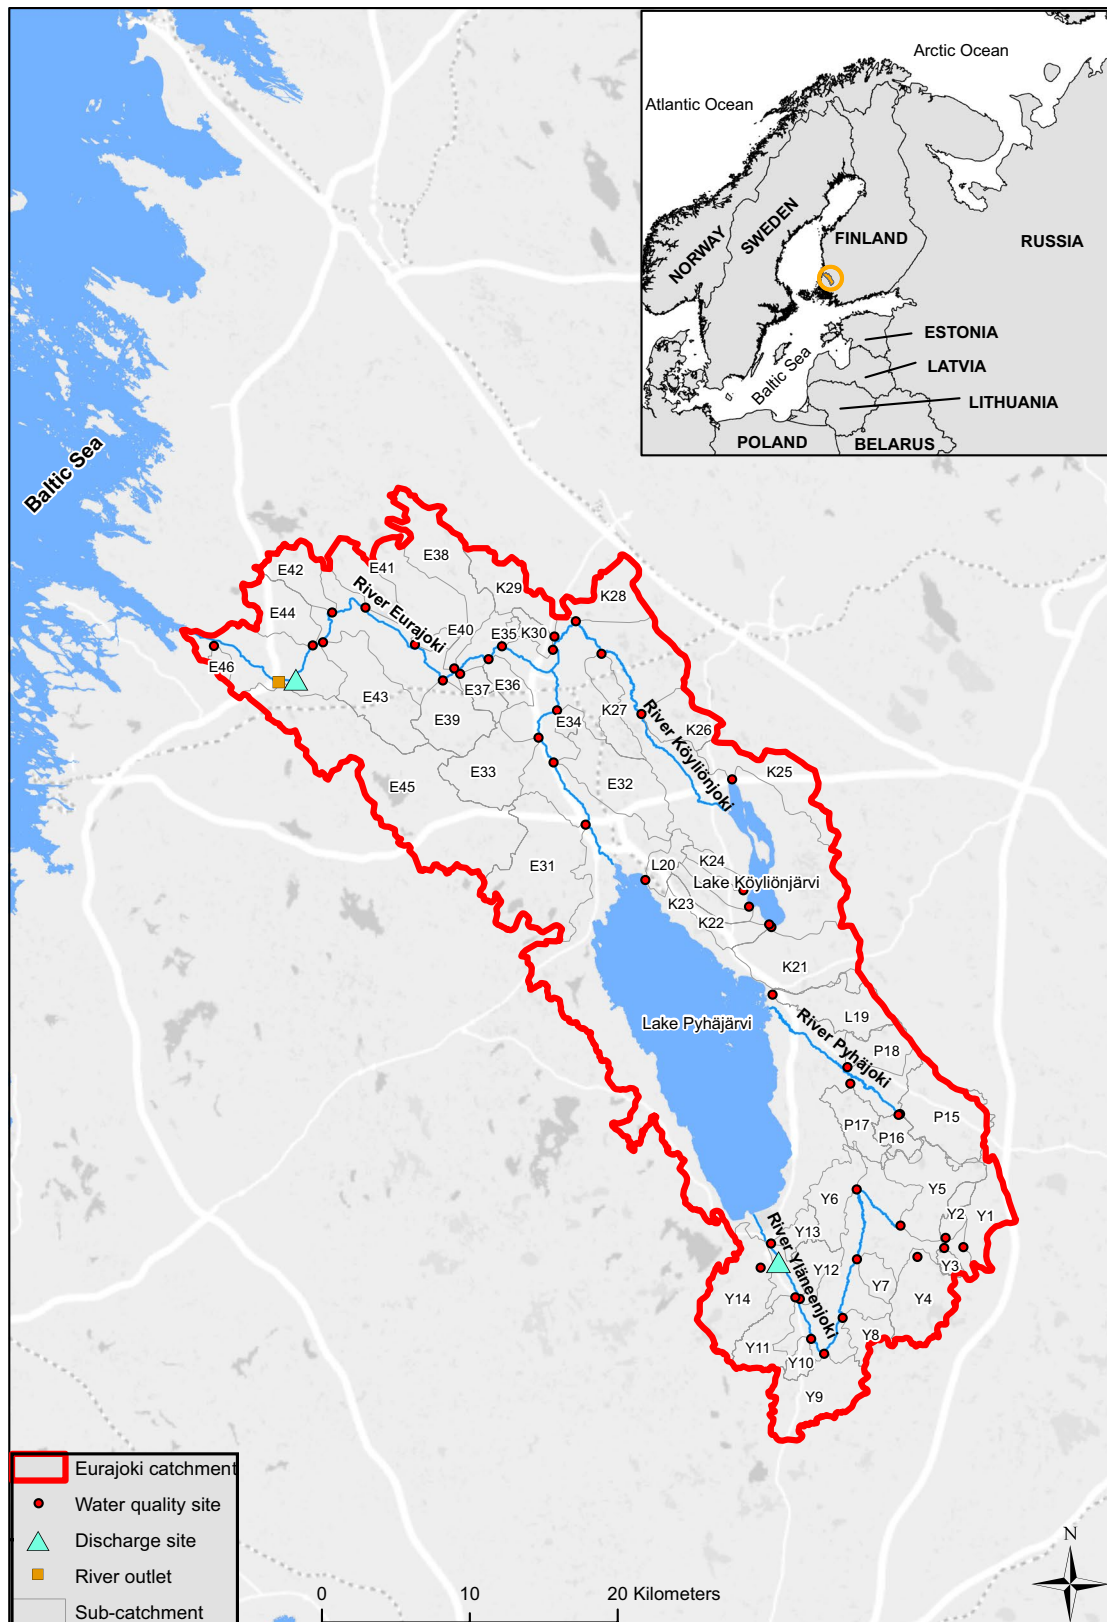 Arctic Ocean
Atlantic Ocean
NORWAY
SWEDEN
FINLAND
RUSSIA
ESTONIA
LATVIA
LITHUANIA
Baltic Sea
POLAND
BELARUS
Baltic Sea
E38
E42
E41
K29
K28
River Eurajoki
E44
E40
E35
K30
E46
E37
E36
E43
K27
E34
E39
River Köyliönjoki
K26
E33
K25
E45
E32
E31
L20
K24
Lake Köyliönjärvi
K23
K22
K21
L19
Lake Pyhäjärvi
River Pyhäjoki
P18
P17
P16
P15
Y5
Y6
Y2
Y1
Y13
River Yläneenjoki
Y12
Y3
Y7
Y4
Y14
Y8
Y11
Y10
Y9
Eurajoki catchment
Water quality site
Discharge site
River outlet
Sub-catchment
0 10 20 Kilometers
N